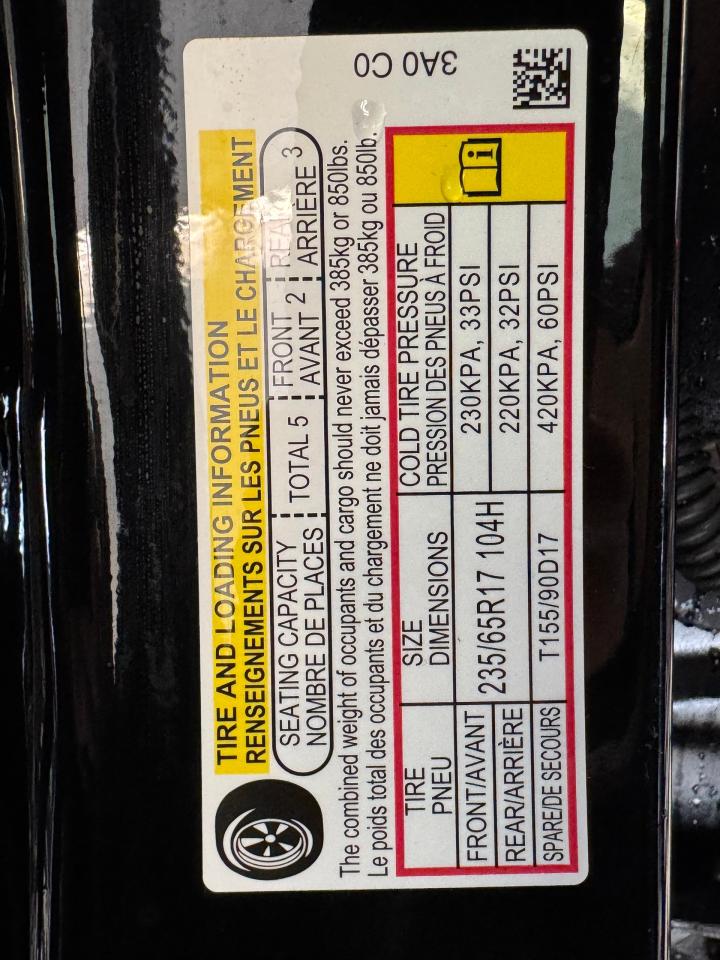 TIRE AND LOADING INFORMATION
RENSEIGNEMENTS SUR LES PNEUS ET LE CHARGEMENT
SEATING CAPACITY TOTAL 5 FRONT 2 REAR 3
NOMBRE DE PLACES AVANT ARRIÈRE
The combined weight of occupants and cargo should never exceed 385kg or 850lbs.
Le poids total des occupants et du chargement ne doit jamais dépasser 385kg ou 850lb.
TIRE SIZE COLD TIRE PRESSURE
PNEU DIMENSIONS PRESSION DES PNEUS À FROID
FRONT/AVANT 235/65R17 104H 230KPA, 33PSI
REAR/ARRIÈRE 220KPA, 32PSI
SPARE/DE SECOURS T155/90D17 420KPA, 60PSI
3A0 C0